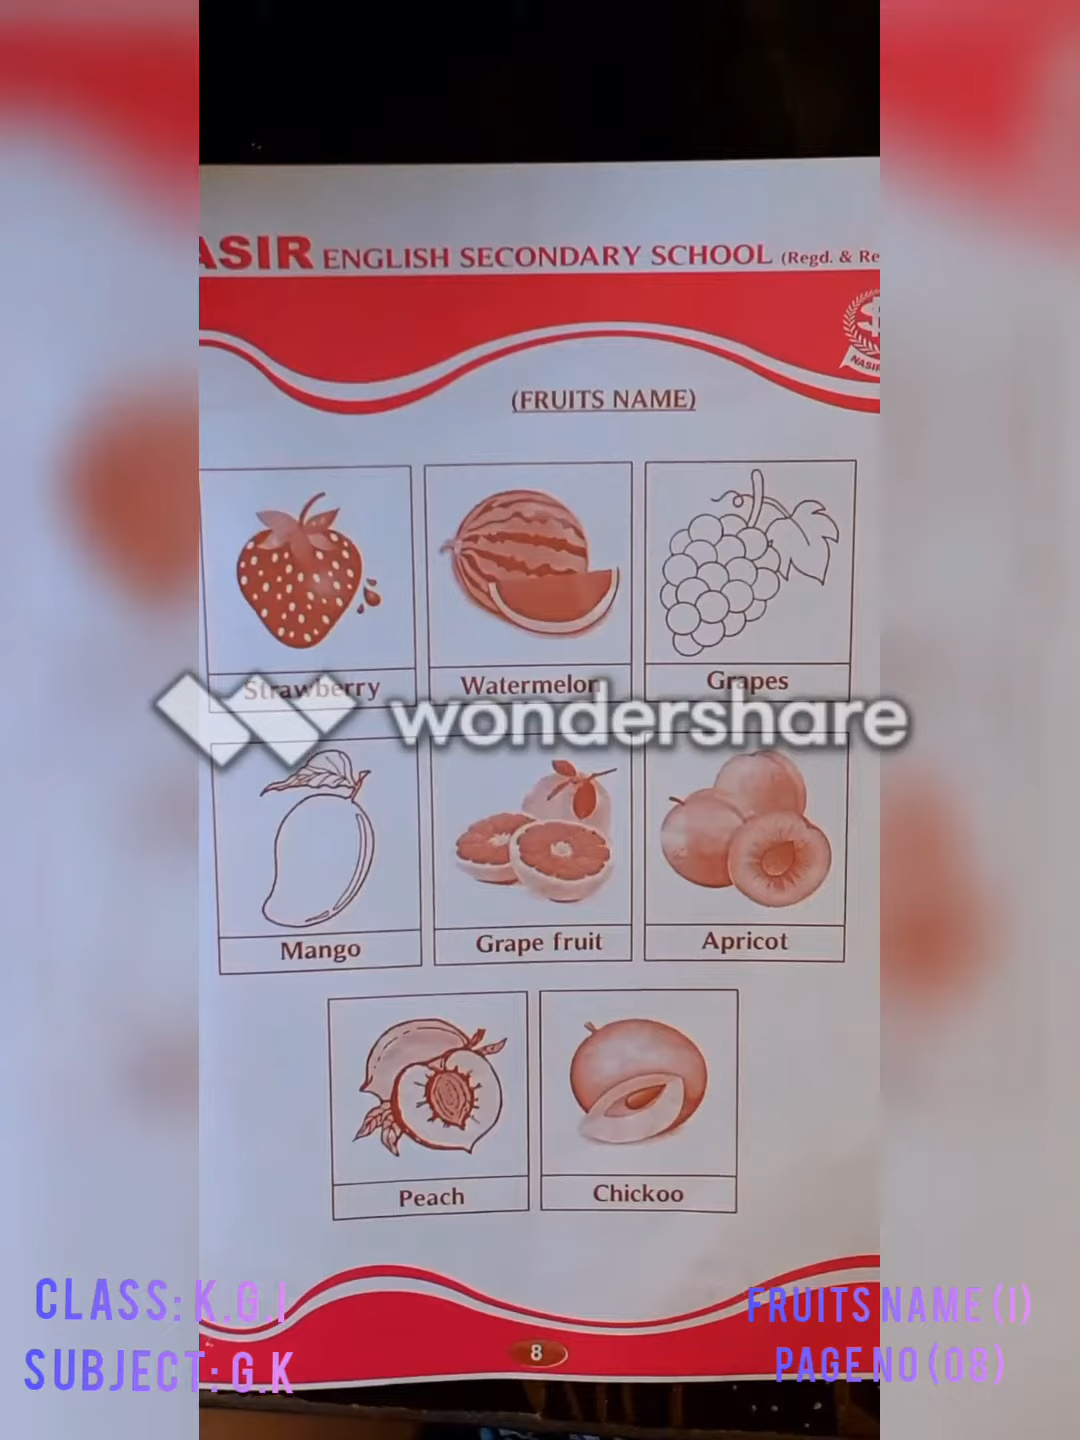 ASIR ENGLISH SECONDARY SCHOOL (Regd. & Re
NASIR
(FRUITS NAME)
Strawberry
Watermelon
Grapes
wondershare
Mango
Grape fruit
Apricot
Peach
Chickoo
CLASS: K.G.I
SUBJECT: G.K
FRUITS NAME (I)
PAGE NO (08)
8